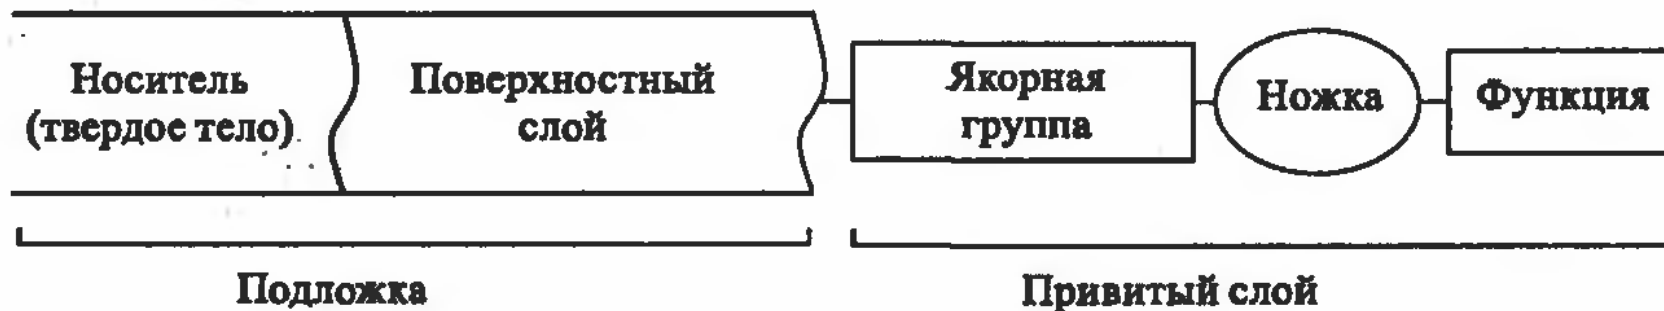 Носитель
(твердое тело)
Поверхностный
слой
Якорная
группа
Ножка
Функция
Подложка
Привитый слой